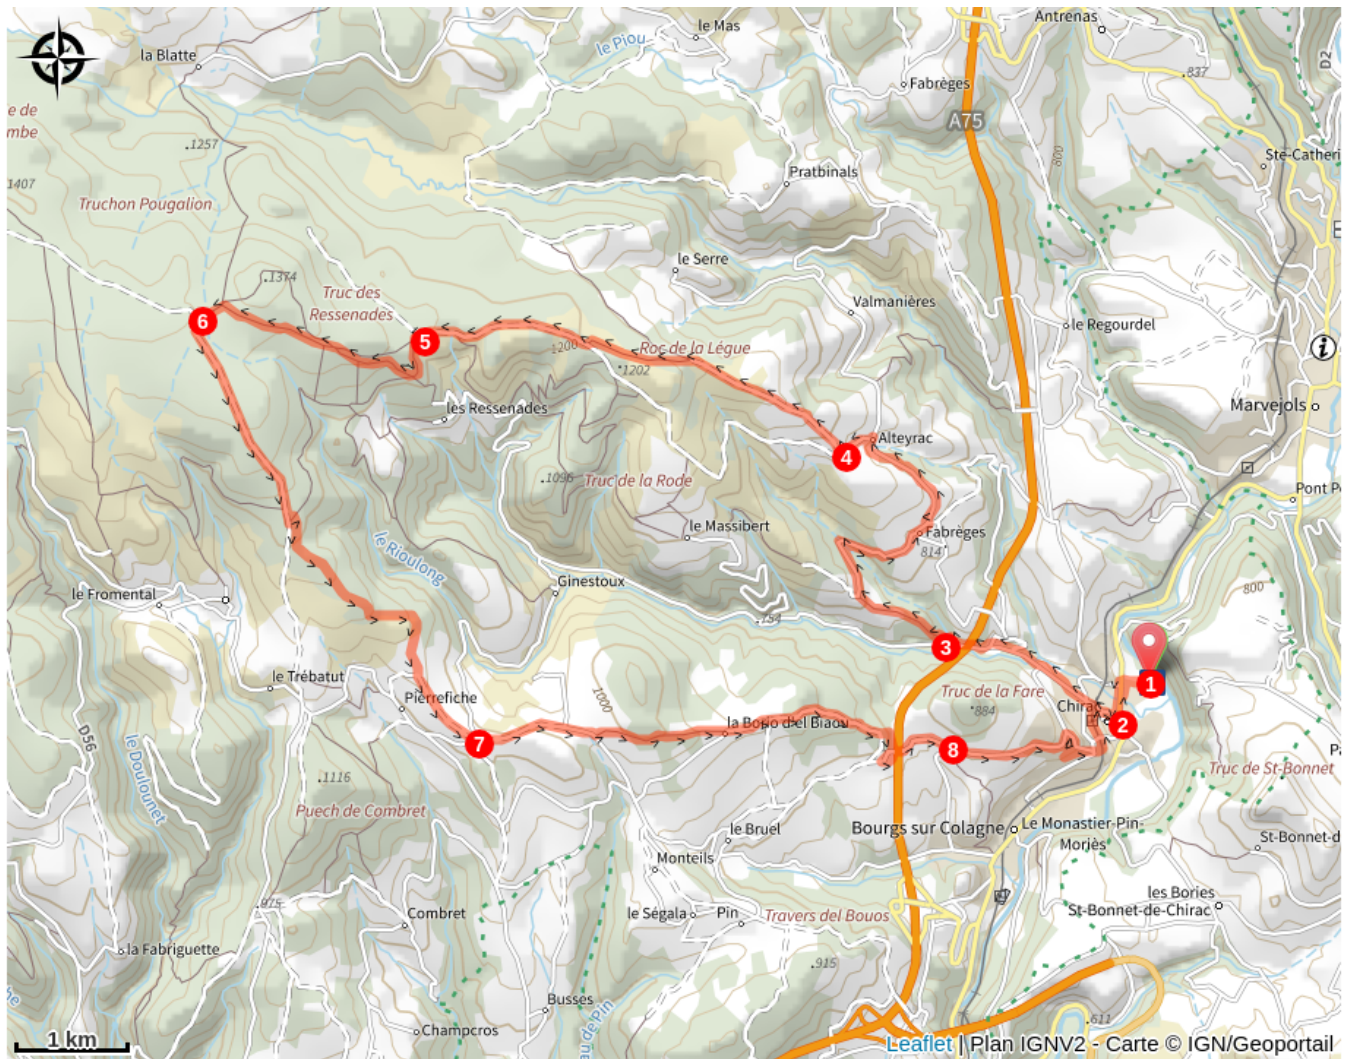 Antrenas
le Mas
le Piou
D2
la Blatte
837
Fabrèges
e de
mbe
A75
1257
800
Ste-Catheri
Pratbinals
1407
Truchon Pougalion
le Serre
1374
Truc des
Ressenades
Valmanières
6
le Regourdel
5
1200
Roc de la Légue
1202
i
les Ressenades
Marvejols
Alteyrac
4
1096
Truc de la Rode
Pont P
le Massibert
Fabrèges
814
le Rioulong
Ginestoux
le Fromental
800
784
3
le Trébatut
1
Truc de la Fare
Pierrefiche
1000
884
Chirac
la Bouo del Biaou
2
D56
7
8
le Doulounet
Truc de St-Bonnet
1116
Puech de Combret
le Bruel
Bourgs sur Colagne
Le Monastier-Pin-
Moriès
St-Bonnet-d
Monteils
les Bories
975
Combret
le Ségala
Pin
Travers del Bouos
St-Bonnet-de-Chirac
la Fabriguette
915
Busses
de Pin
Champcros
611
1 km
Leaflet | Plan IGNV2 - Carte © IGN/Geoportail